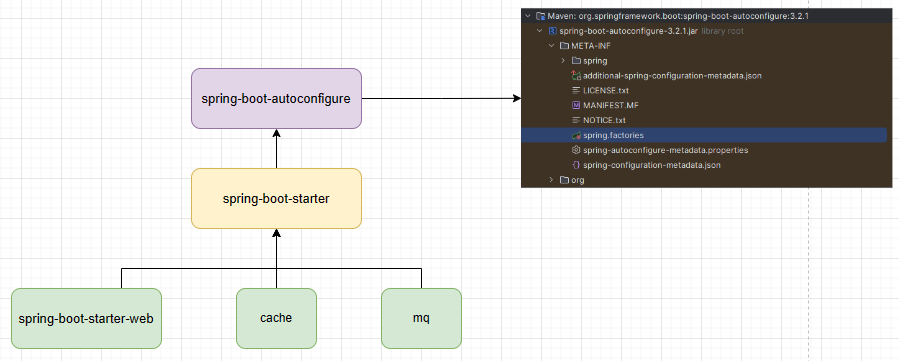 Maven: org.springframework.boot:spring-boot-autoconfigure:3.2.1
spring-boot-autoconfigure-3.2.1.jar library root
META-INF
spring
additional-spring-configuration-metadata.json
LICENSE.txt
MANIFEST.MF
NOTICE.txt
spring.factories
spring-autoconfigure-metadata.properties
spring-configuration-metadata.json
org
spring-boot-autoconfigure
spring-boot-starter
spring-boot-starter-web
cache
mq